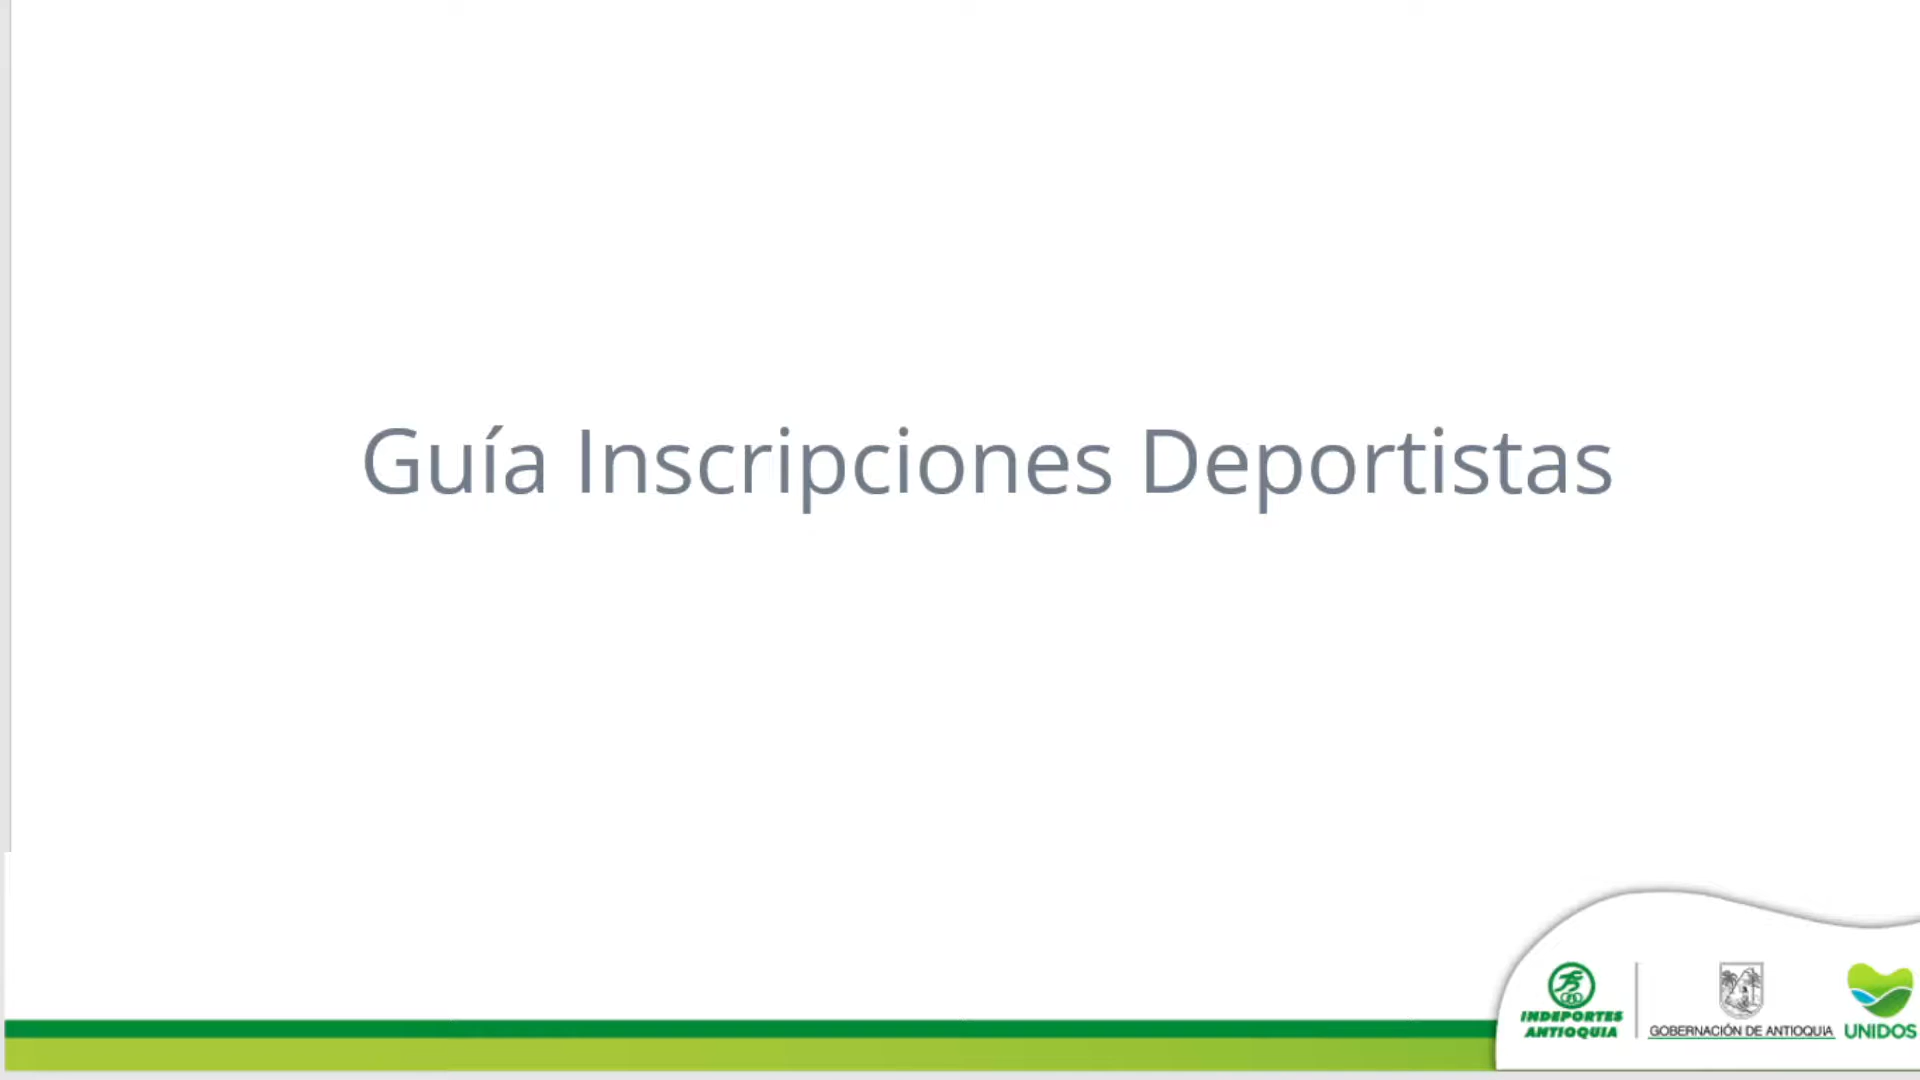 Guía Inscripciones Deportistas
INDEPORTES
ANTIOQUIA
GOBERNACIÓN DE ANTIOQUIA
UNIDOS